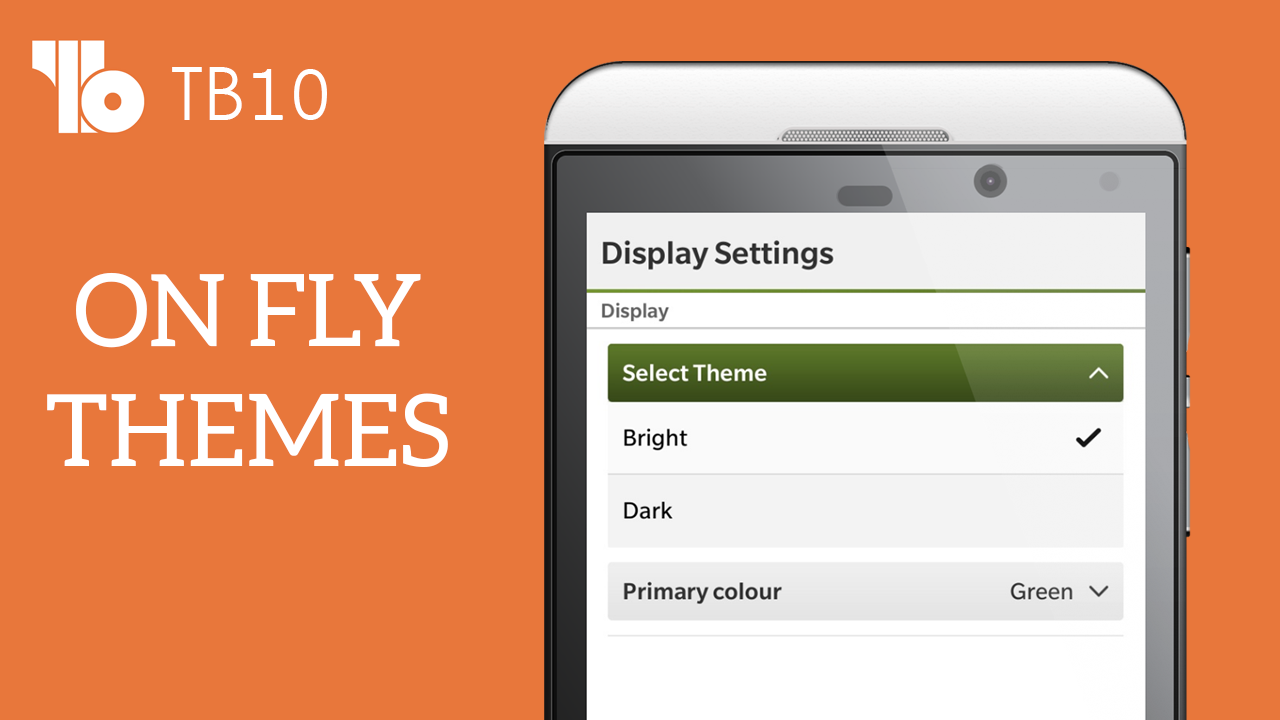 TB10
ON FLY
THEMES
Display Settings
Display
Select Theme
Bright
Dark
Primary colour Green